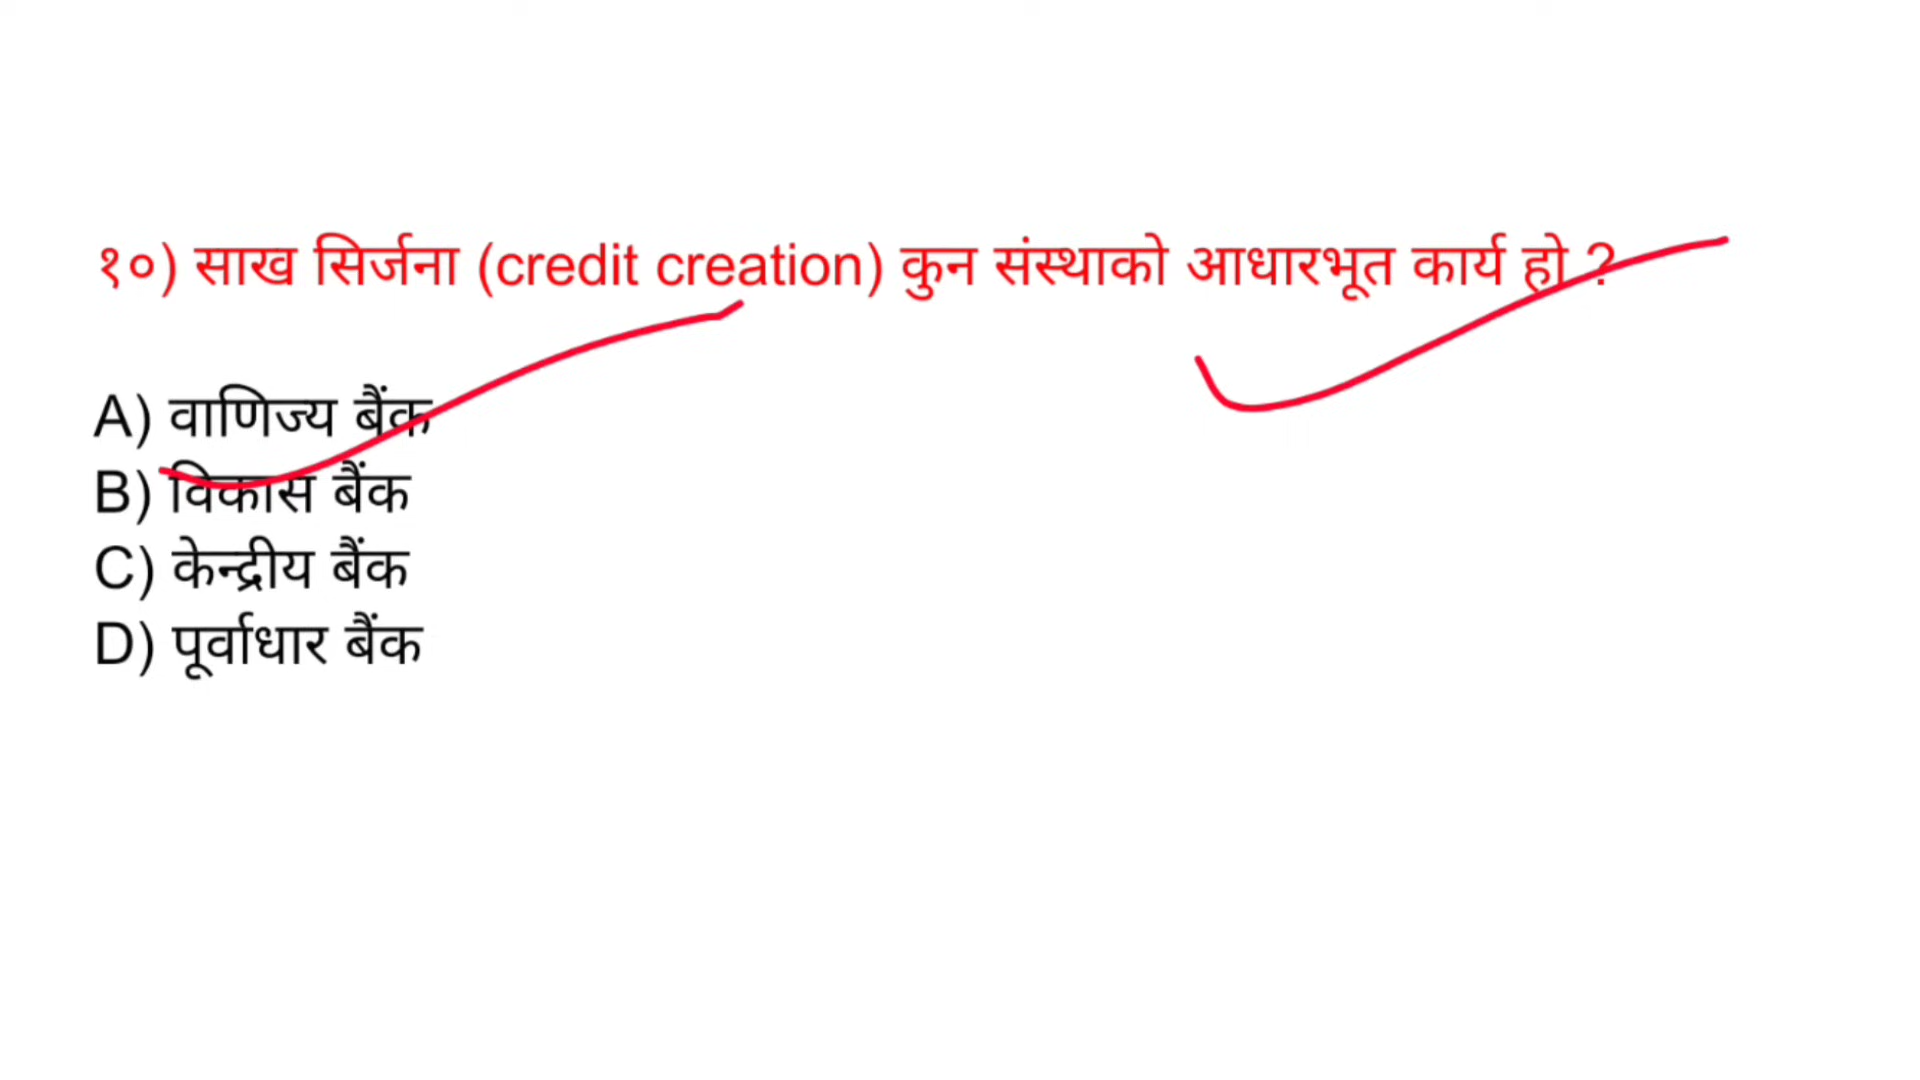 १०) साख सिर्जना (credit creation) कुन संस्थाको आधारभूत कार्य हो ?
A) वाणिज्य बैंक
B) विकास बैंक
C) केन्द्रीय बैंक
D) पूर्वाधार बैंक